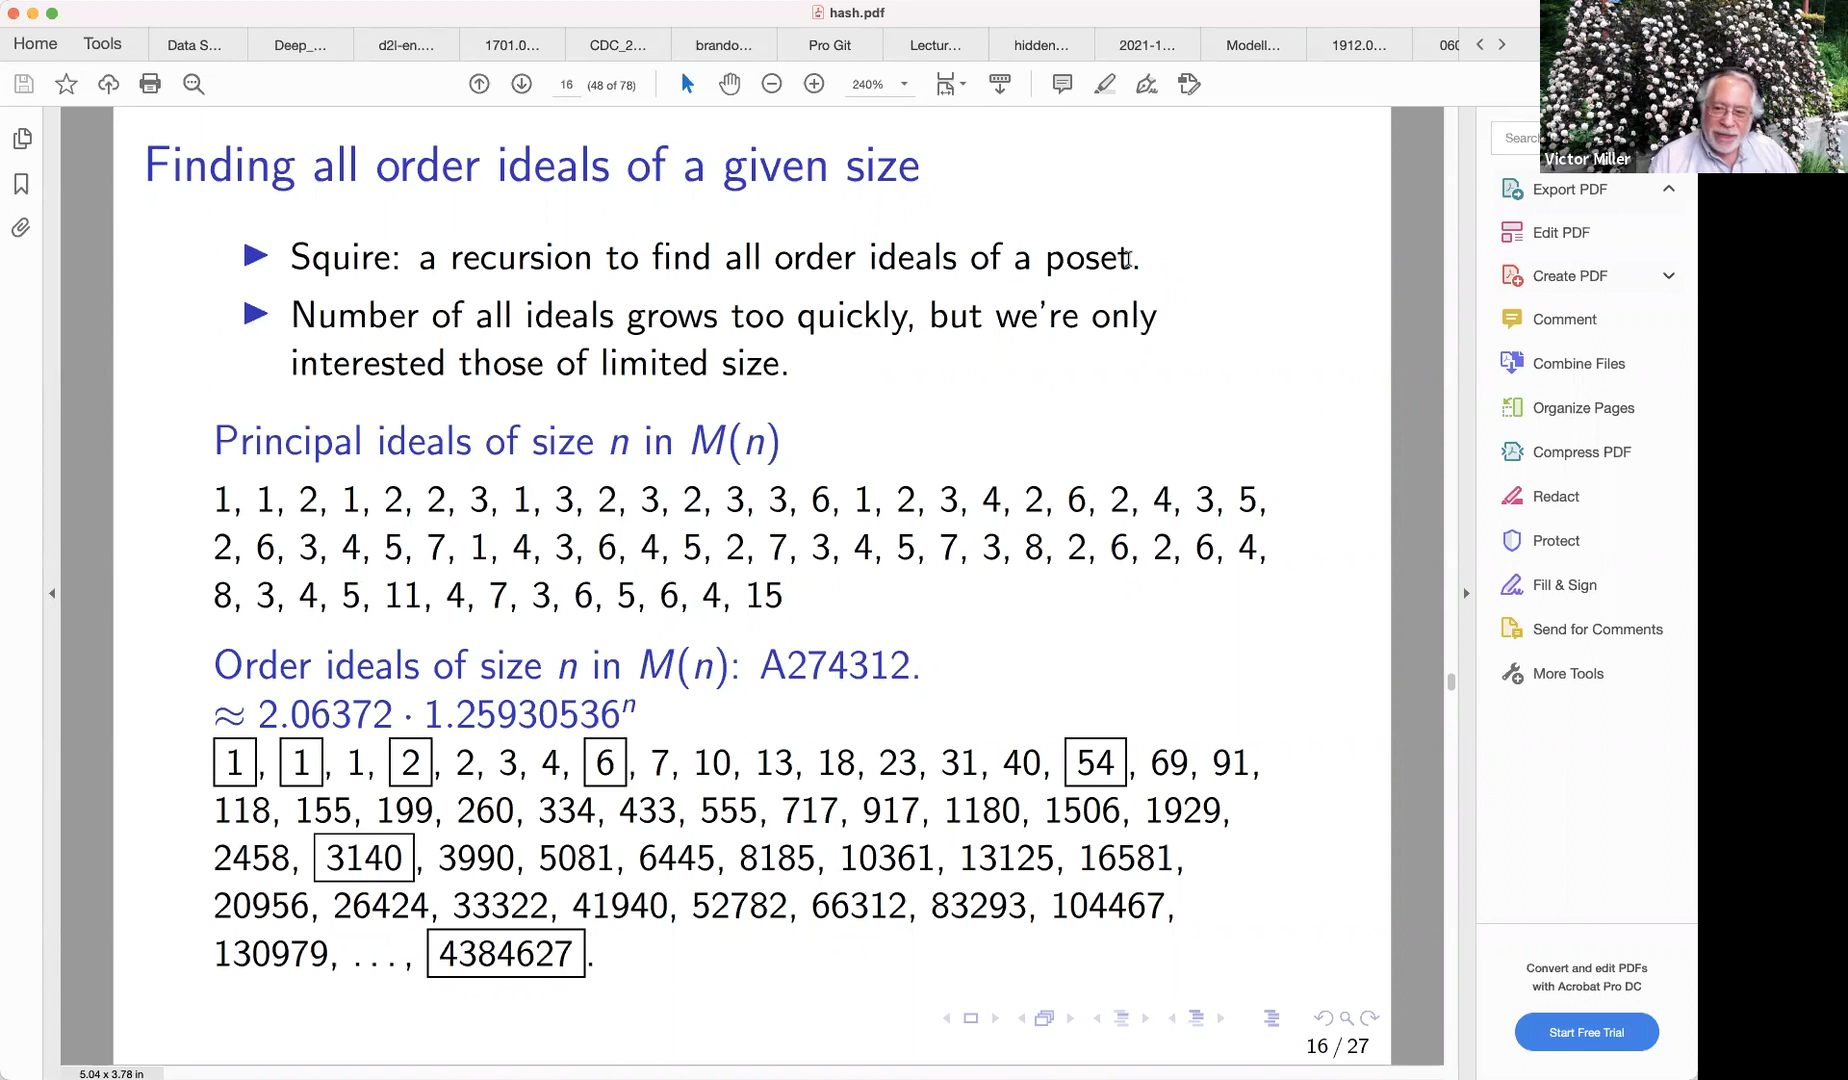 hash.pdf
Home Tools Data S... Deep_... d2l-en.... 1701.0... CDC_2... brando... Pro Git Lectur... hidden... 2021-1... Modell... 1912.0... 060
16 (48 of 78) 240%
Victor Miller
Finding all order ideals of a given size
▶ Squire: a recursion to find all order ideals of a poset.
▶ Number of all ideals grows too quickly, but we're only
interested those of limited size.
Principal ideals of size n in M(n)
1, 1, 2, 1, 2, 2, 3, 1, 3, 2, 3, 2, 3, 3, 6, 1, 2, 3, 4, 2, 6, 2, 4, 3, 5,
2, 6, 3, 4, 5, 7, 1, 4, 3, 6, 4, 5, 2, 7, 3, 4, 5, 7, 3, 8, 2, 6, 2, 6, 4,
8, 3, 4, 5, 11, 4, 7, 3, 6, 5, 6, 4, 15
Order ideals of size n in M(n): A274312.
≈ 2.06372 · 1.25930536ⁿ
1, 1, 1, 2, 2, 3, 4, 6, 7, 10, 13, 18, 23, 31, 40, 54, 69, 91,
118, 155, 199, 260, 334, 433, 555, 717, 917, 1180, 1506, 1929,
2458, 3140, 3990, 5081, 6445, 8185, 10361, 13125, 16581,
20956, 26424, 33322, 41940, 52782, 66312, 83293, 104467,
130979, ..., 4384627.
16 / 27
5.04 x 3.78 in
Searc
Export PDF
Edit PDF
Create PDF
Comment
Combine Files
Organize Pages
Compress PDF
Redact
Protect
Fill & Sign
Send for Comments
More Tools
Convert and edit PDFs
with Acrobat Pro DC
Start Free Trial